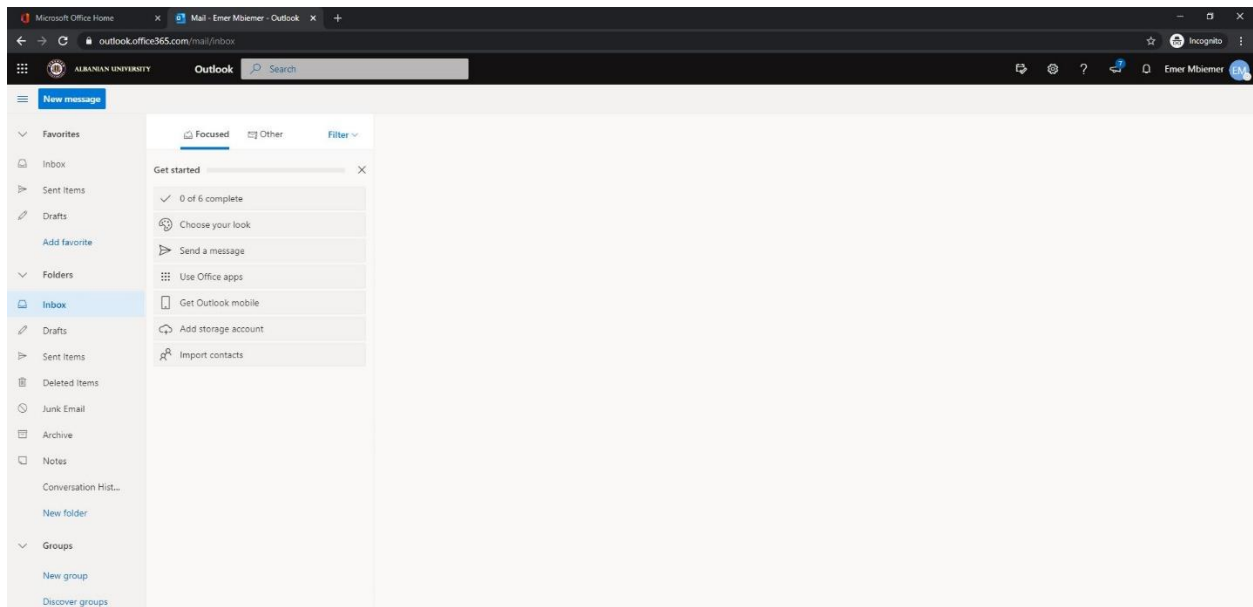 Microsoft Office Home
Mail - Emer Mbiemer - Outlook
outlook.office365.com/mail/inbox
Incognito
ALBANIAN UNIVERSITY
Outlook
Search
?
7
Emer Mbiemer
EM
New message
Favorites
Inbox
Sent Items
Drafts
Add favorite
Folders
Inbox
Drafts
Sent Items
Deleted Items
Junk Email
Archive
Notes
Conversation Hist...
New folder
Groups
New group
Discover groups
Focused
Other
Filter
Get started
0 of 6 complete
Choose your look
Send a message
Use Office apps
Get Outlook mobile
Add storage account
Import contacts